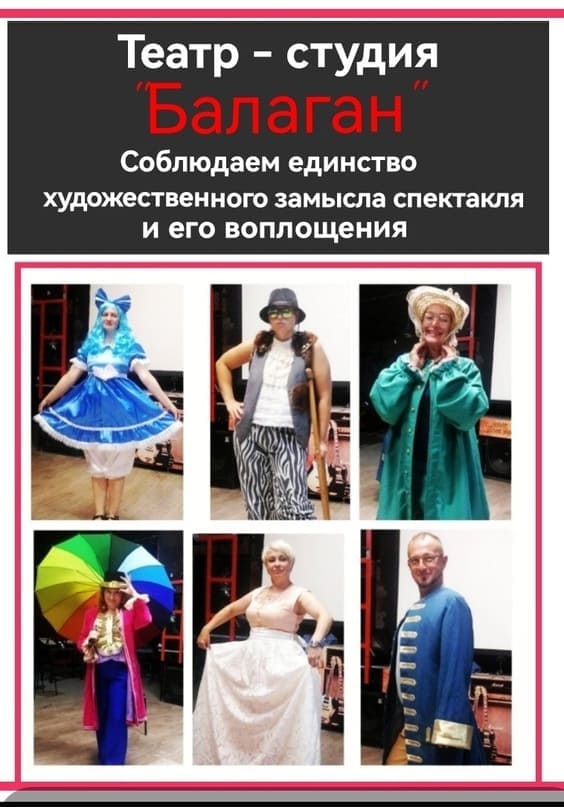 Театр - студия
"Балаган"
Соблюдаем единство
художественного замысла спектакля
и его воплощения